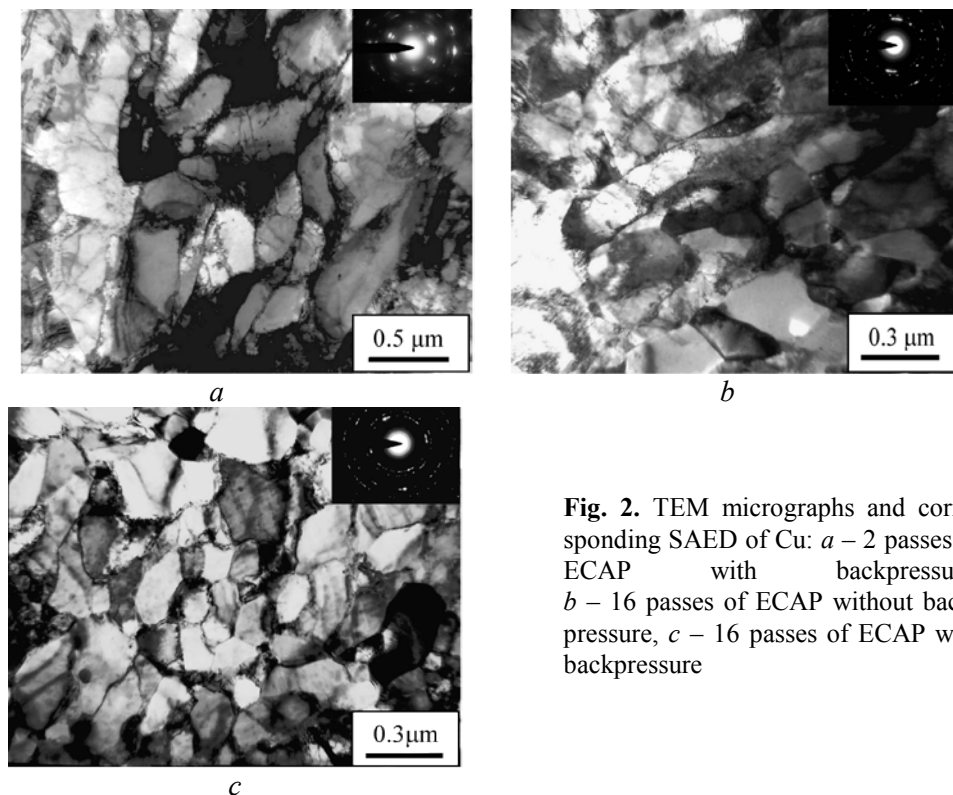 0.5 μm
a
0.3 μm
b
0.3μm
c
Fig. 2. TEM micrographs and corr
sponding SAED of Cu: a – 2 passes
ECAP with backpressu
b – 16 passes of ECAP without bac
pressure, c – 16 passes of ECAP w
backpressure